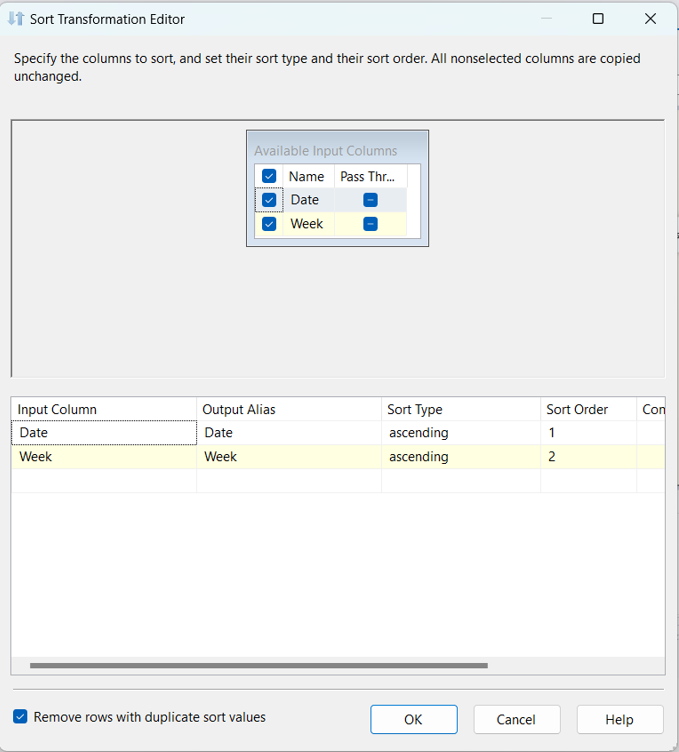 Sort Transformation Editor
Specify the columns to sort, and set their sort type and their sort order. All nonselected columns are copied
unchanged.
Available Input Columns
Name Pass Thr...
Date
Week
Input Column Output Alias Sort Type Sort Order Con
Date Date ascending 1
Week Week ascending 2
Remove rows with duplicate sort values OK Cancel Help